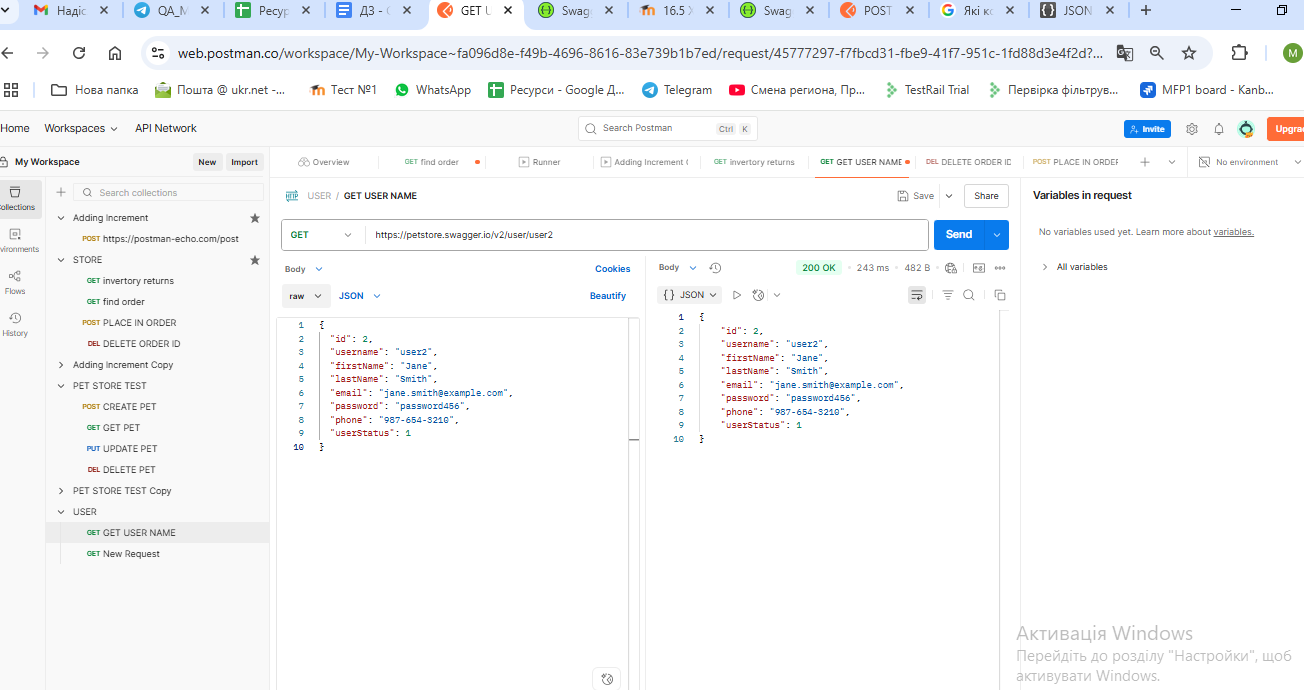 Надіс
QA_M
Ресур
ДЗ - С
GET U
Swag
16.5 X
Swag
POST
Які ко
JSON
web.postman.co/workspace/My-Workspace~fa096d8e-f49b-4696-8616-83e739b1b7ed/request/45777297-f7fbcd31-fbe9-41f7-951c-1fd88d3e4f2d?...
M
Нова папка
Пошта @ ukr.net -...
Тест №1
WhatsApp
Ресурси - Google Д...
Telegram
Смена региона, Пр...
TestRail Trial
Первірка фільтрув...
MFP1 board - Kanb...
Home Workspaces API Network
Search Postman Ctrl K
Invite
Upgra
My Workspace New Import
Overview
GET find order
Runner
Adding Increment (
GET invertory returns
GET GET USER NAME
DEL DELETE ORDER ID
POST PLACE IN ORDER
No environment
ollections
vironments
Flows
History
Search collections
Adding Increment
POST https://postman-echo.com/post
STORE
GET invertory returns
GET find order
POST PLACE IN ORDER
DEL DELETE ORDER ID
Adding Increment Copy
PET STORE TEST
POST CREATE PET
GET GET PET
PUT UPDATE PET
DEL DELETE PET
PET STORE TEST Copy
USER
GET GET USER NAME
GET New Request
HTTP USER / GET USER NAME
Save Share
GET https://petstore.swagger.io/v2/user/user2
Send
Body Cookies
raw JSON Beautify
1 {
2 "id": 2,
3 "username": "user2",
4 "firstName": "Jane",
5 "lastName": "Smith",
6 "email": "jane.smith@example.com",
7 "password": "password456",
8 "phone": "987-654-3210",
9 "userStatus": 1
10 }
Body 200 OK • 243 ms • 482 B
{} JSON
1 {
2 "id": 2,
3 "username": "user2",
4 "firstName": "Jane",
5 "lastName": "Smith",
6 "email": "jane.smith@example.com",
7 "password": "password456",
8 "phone": "987-654-3210",
9 "userStatus": 1
10 }
Variables in request
No variables used yet. Learn more about variables.
All variables
Активація Windows
Перейдіть до розділу "Настройки", щоб
активувати Windows.